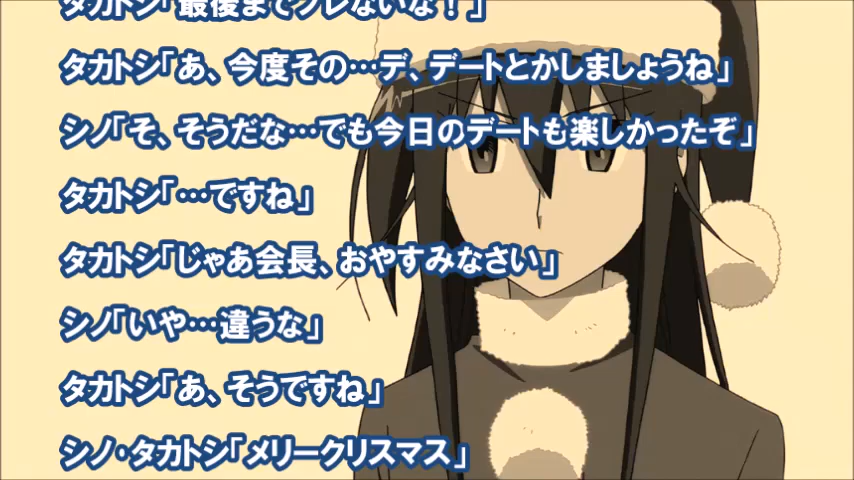 タカトシ「最後までブレないな！」
タカトシ「あ、今度その…デ、デートとかしましょうね」
シノ「そ、そうだな…でも今日のデートも楽しかったぞ」
タカトシ「…ですね」
タカトシ「じゃあ会長、おやすみなさい」
シノ「いや…違うな」
タカトシ「あ、そうですね」
シノ・タカトシ「メリークリスマス」